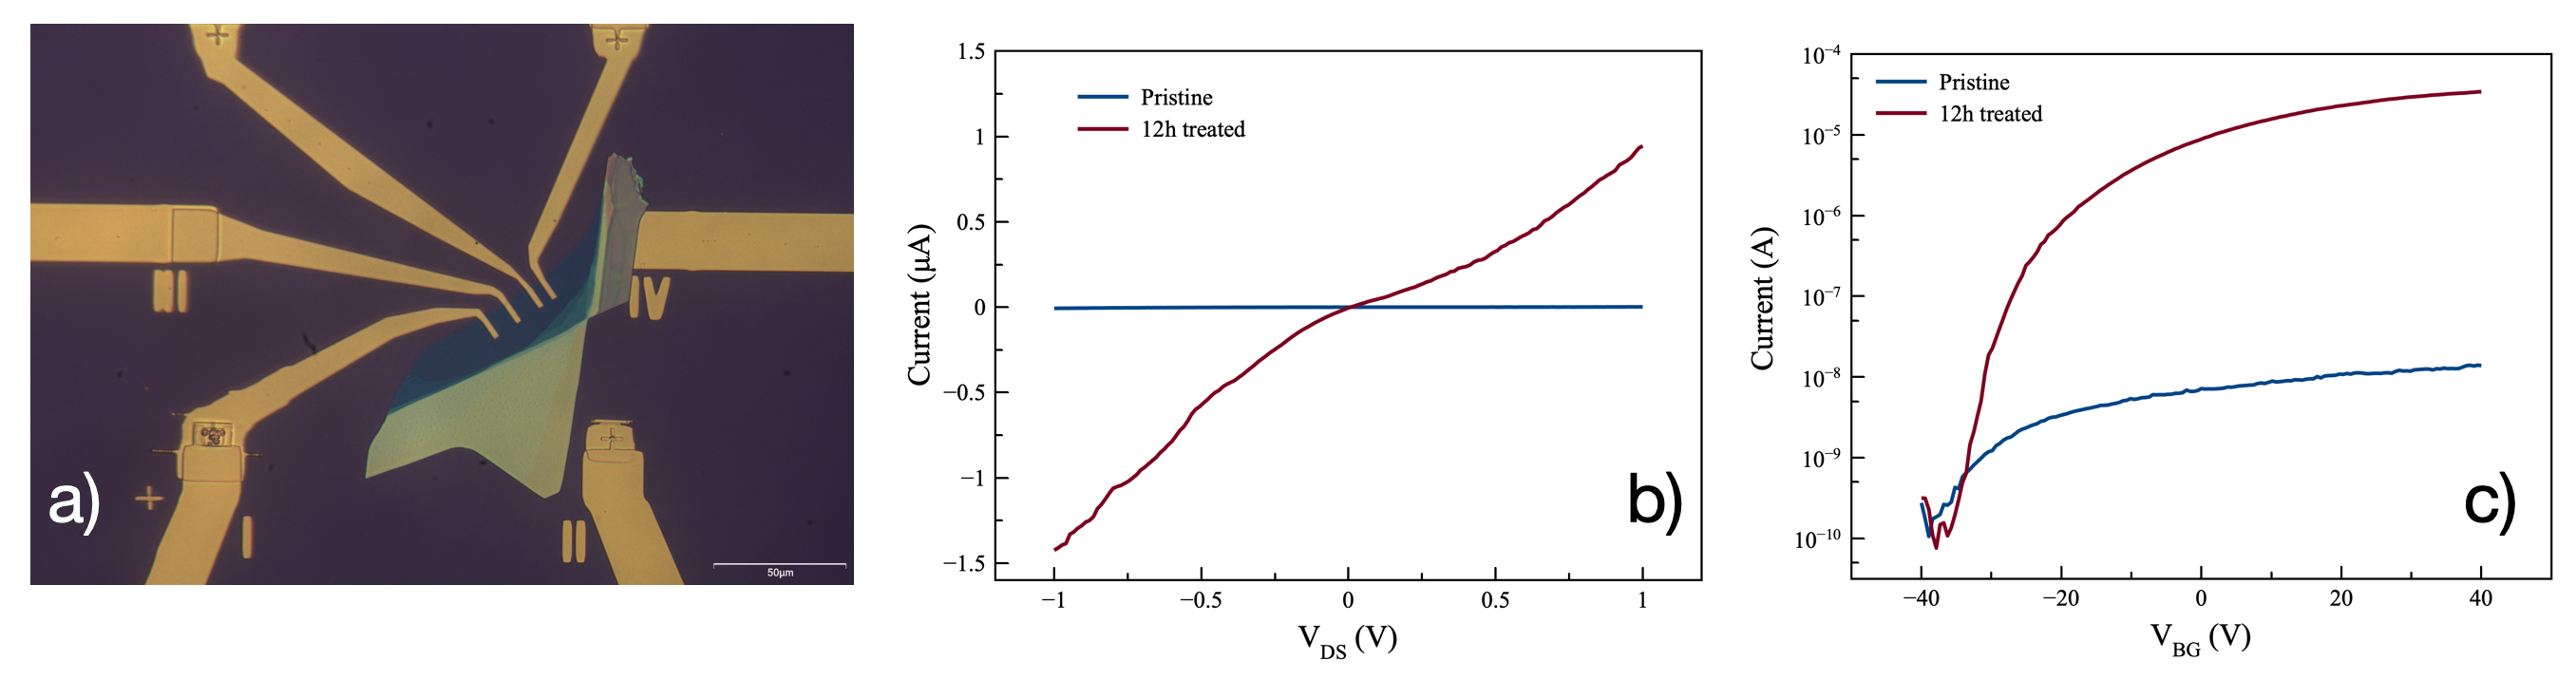 a)
III
IV
I
II
50μm
1.5
1
0.5
0
−0.5
−1
−1.5
Current (μA)
Pristine
12h treated
b)
−1
−0.5
0
0.5
1
V_DS (V)
10⁻⁴
10⁻⁵
10⁻⁶
10⁻⁷
10⁻⁸
10⁻⁹
10⁻¹⁰
Current (A)
Pristine
12h treated
c)
−40
−20
0
20
40
V_BG (V)